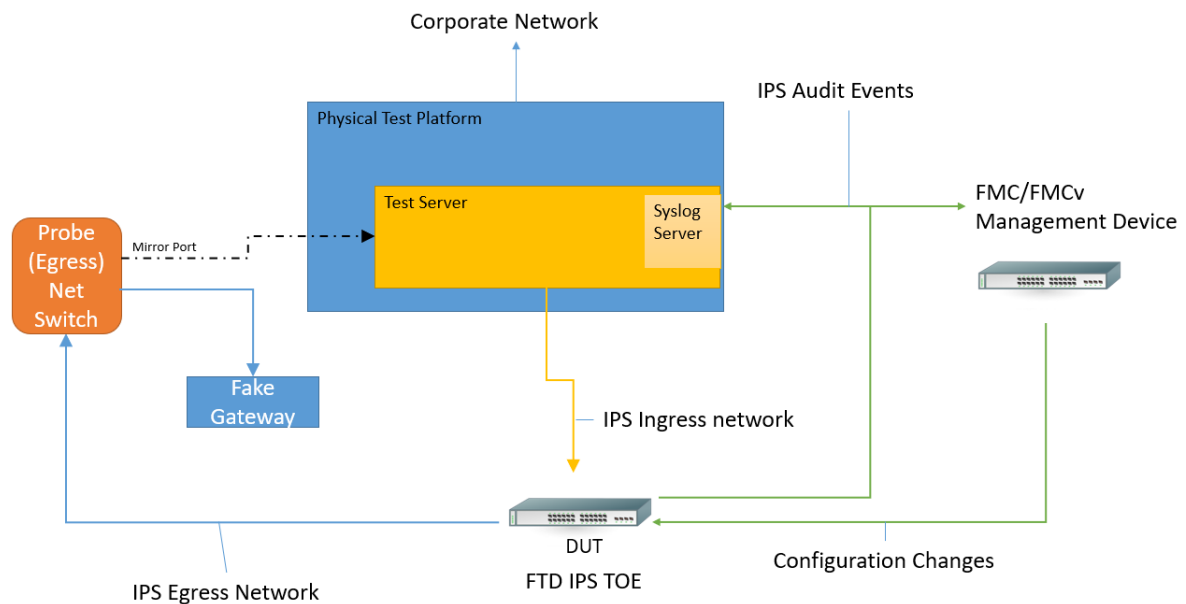 Corporate Network
IPS Audit Events
Physical Test Platform
Test Server
Syslog
Server
FMC/FMCv
Management Device
Probe
(Egress)
Net
Switch
Mirror Port
Fake
Gateway
IPS Ingress network
DUT
FTD IPS TOE
Configuration Changes
IPS Egress Network